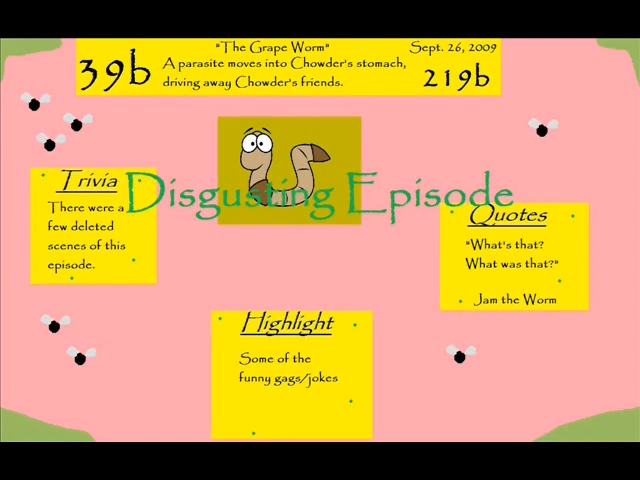 39b
"The Grape Worm"
Sept. 26, 2009
A parasite moves into Chowder's stomach,
driving away Chowder's friends.
219b
Trivia
There were a
few deleted
scenes of this
episode.
Disgusting Episode
Quotes
"What's that?
What was that?"
Jam the Worm
Highlight
Some of the
funny gags/jokes